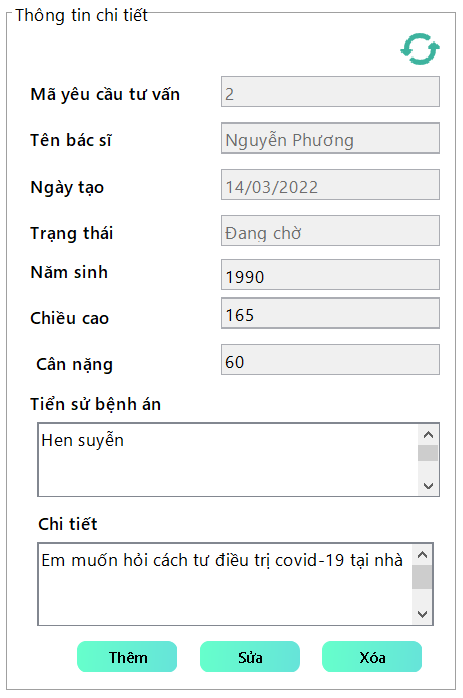 Thông tin chi tiết
Mã yêu cầu tư vấn 2
Tên bác sĩ Nguyễn Phương
Ngày tạo 14/03/2022
Trạng thái Đang chờ
Năm sinh 1990
Chiều cao 165
Cân nặng 60
Tiển sử bệnh án
Hen suyễn
Chi tiết
Em muốn hỏi cách tư điều trị covid-19 tại nhà
Thêm Sửa Xóa